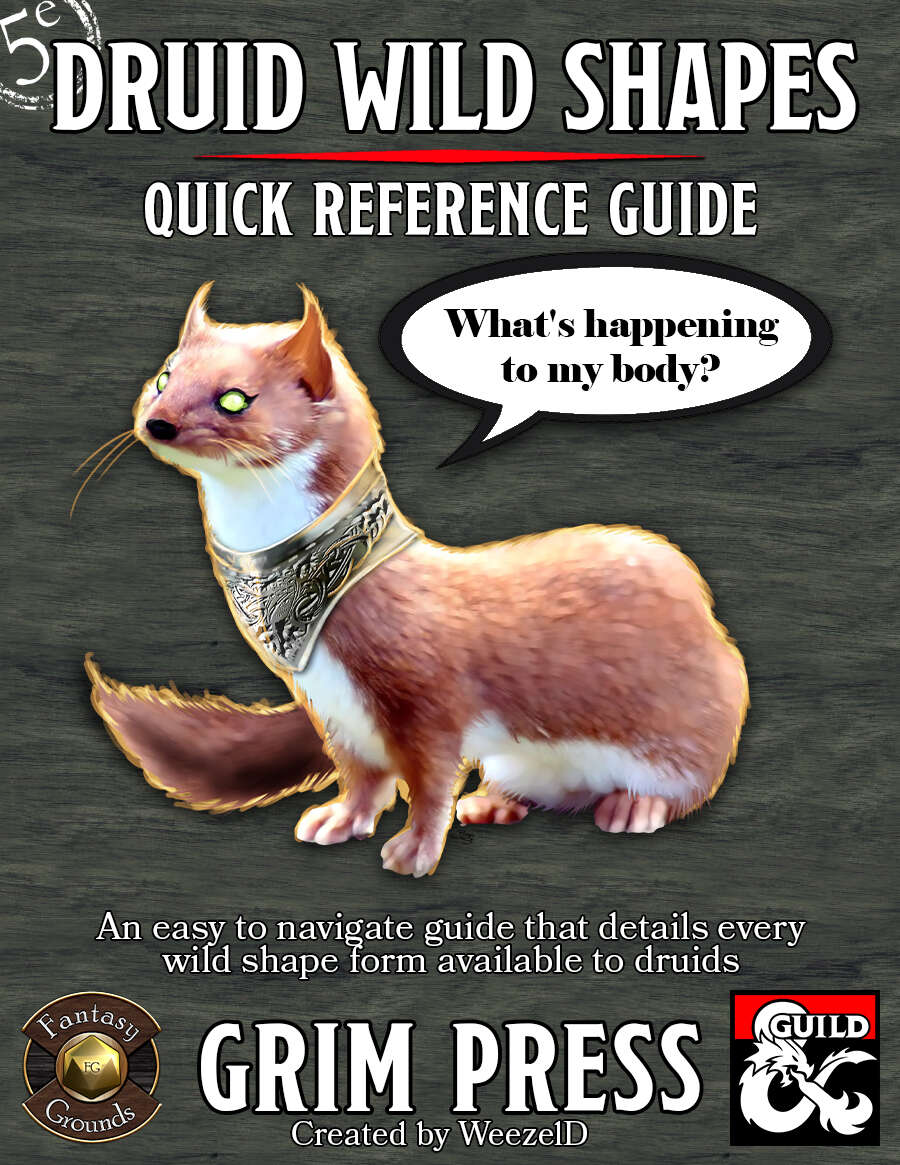 5e
DRUID WILD SHAPES
QUICK REFERENCE GUIDE
What's happening
to my body?
An easy to navigate guide that details every
wild shape form available to druids
Fantasy
FG
Grounds
GRIM PRESS
Created by WeezelD
GUILD